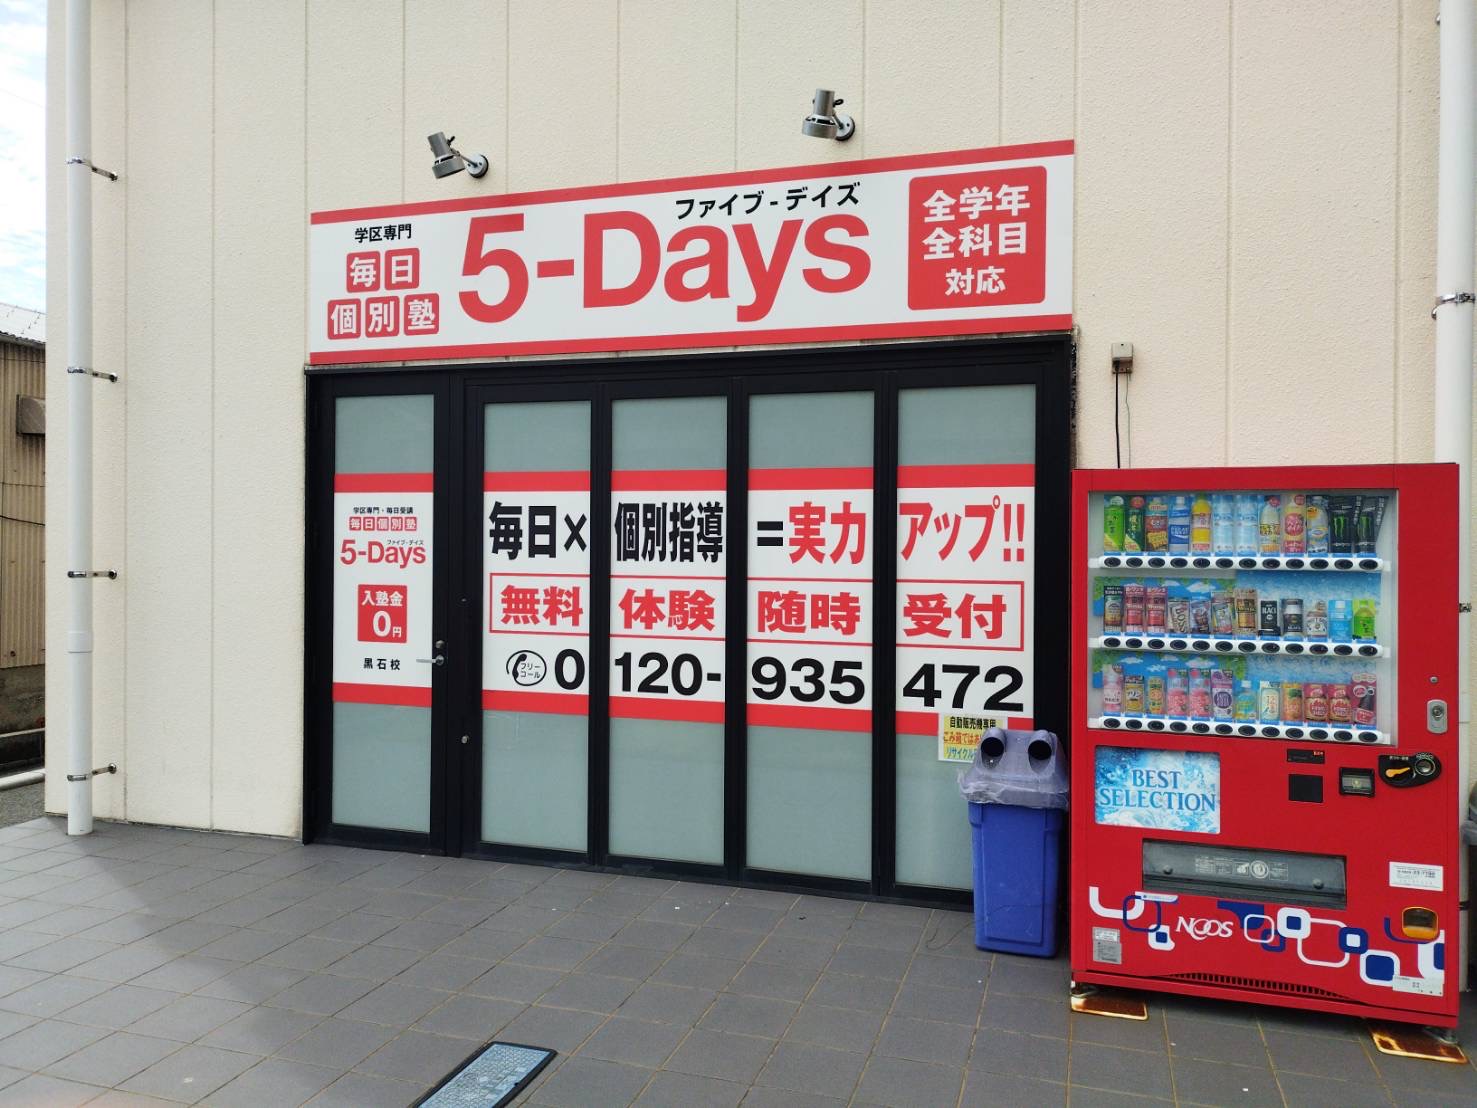 ファイブ-デイズ
学区専門
毎日
個別塾
5-Days
全学年
全科目
対応
学区専門・毎日受講
毎日個別塾
ファイブ-デイズ
5-Days
入塾金
0円
黒石校
毎日×個別指導=実力アップ!!
無料体験随時受付
フリーコール
0120-935472
自動販売機専用
BEST
SELECTION
NOOS